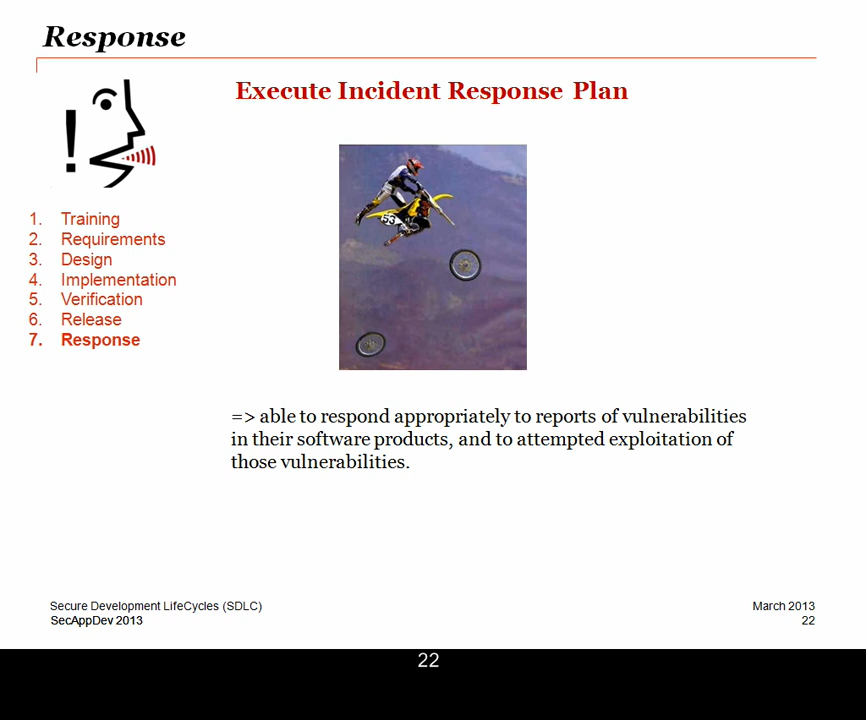 Response
Execute Incident Response Plan
!
53
1. Training
2. Requirements
3. Design
4. Implementation
5. Verification
6. Release
7. Response
=> able to respond appropriately to reports of vulnerabilities
in their software products, and to attempted exploitation of
those vulnerabilities.
Secure Development LifeCycles (SDLC)
SecAppDev 2013
March 2013
22
22